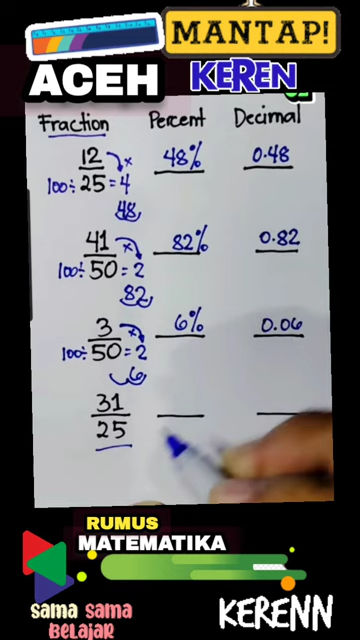 MANTAP!
ACEH KEREN
Fraction Percent Decimal
12 × 48% 0.48
100÷ 25 = 4
48
41 × 82% 0.82
100÷ 50 = 2
82
3 × 6% 0.06
100÷ 50 = 2
6
31
25
RUMUS
MATEMATIKA
SAMA SAMA
BELAJAR
KERENN